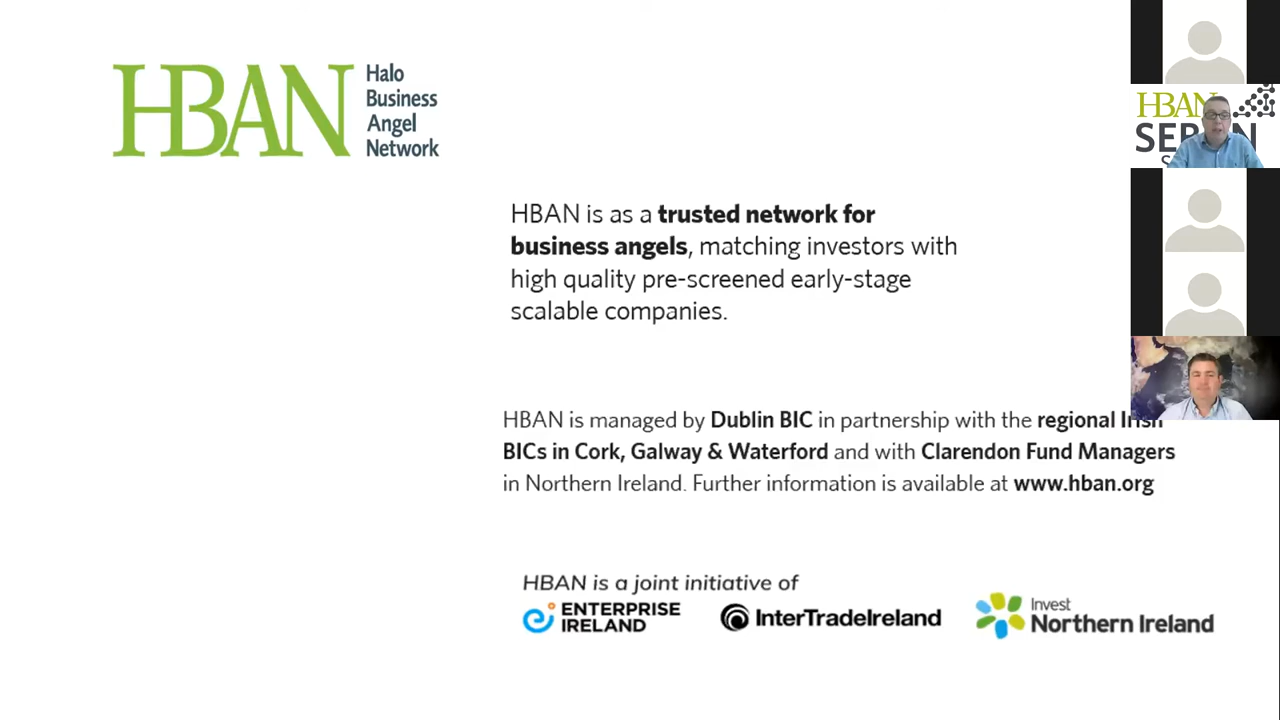 HBAN
Halo
Business
Angel
Network
HBAN is as a trusted network for
business angels, matching investors with
high quality pre-screened early-stage
scalable companies.
HBAN is managed by Dublin BIC in partnership with the regional Irish
BICs in Cork, Galway & Waterford and with Clarendon Fund Managers
in Northern Ireland. Further information is available at www.hban.org
HBAN is a joint initiative of
ENTERPRISE
IRELAND
InterTradeIreland
Invest
Northern Ireland
HBAN